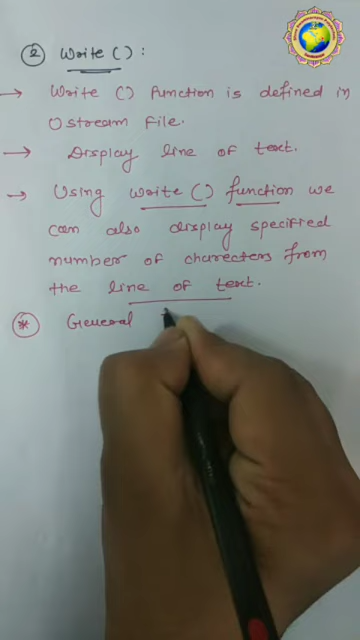 ② Write () :
→ Write () function is defined in
Ostream File.
→ Display line of text.
→ Using write () function we
can also display specified
number of charecters from
the line of text.
* General